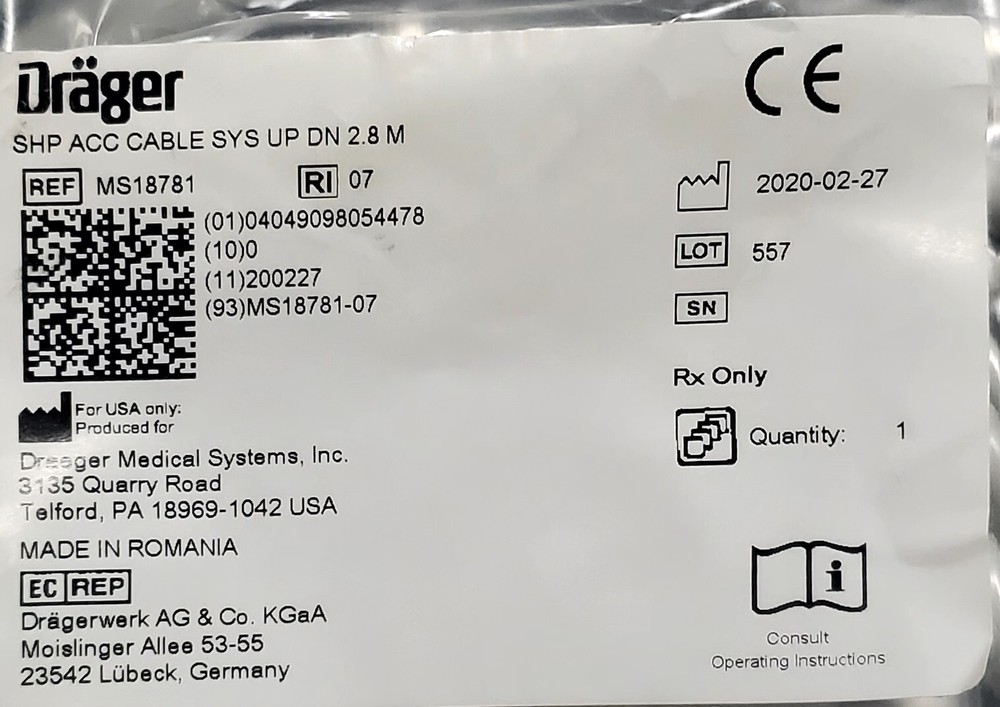 Dräger
CE
SHP ACC CABLE SYS UP DN 2.8 M
REF MS18781 RI 07
2020-02-27
(01)04049098054478
(10)0
(11)200227
(93)MS18781-07
LOT 557
SN
Rx Only
Quantity: 1
For USA only:
Produced for
Draeger Medical Systems, Inc.
3135 Quarry Road
Telford, PA 18969-1042 USA
MADE IN ROMANIA
EC REP
Drägerwerk AG & Co. KGaA
Moislinger Allee 53-55
23542 Lübeck, Germany
i
Consult
Operating Instructions